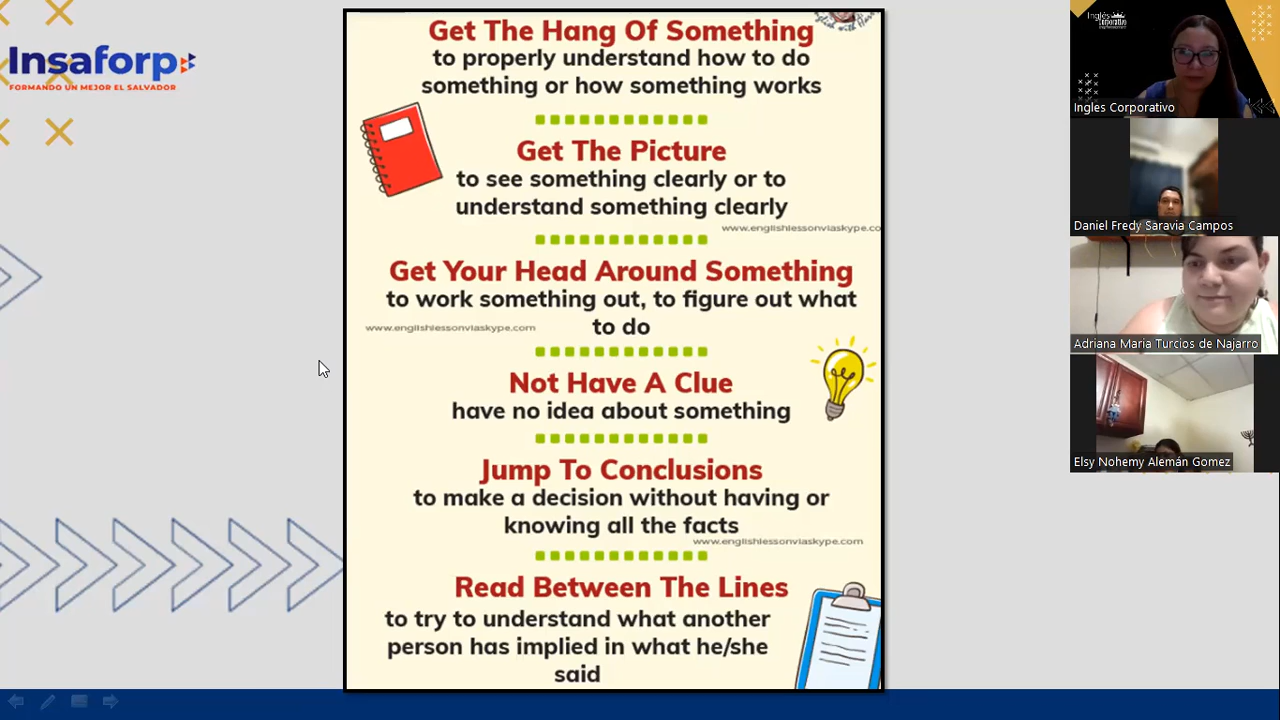 Insaforp
FORMANDO UN MEJOR EL SALVADOR
Get The Hang Of Something
to properly understand how to do
something or how something works
Get The Picture
to see something clearly or to
understand something clearly
www.englishlessonviaskype.co
Get Your Head Around Something
to work something out, to figure out what
to do
www.englishlessonviaskype.com
Not Have A Clue
have no idea about something
Jump To Conclusions
to make a decision without having or
knowing all the facts
www.englishlessonviaskype.com
Read Between The Lines
to try to understand what another
person has implied in what he/she
said
Inglés
Corporativo
Ingles Corporativo
Daniel Fredy Saravia Campos
Adriana Maria Turcios de Najarro
Elsy Nohemy Alemán Gomez